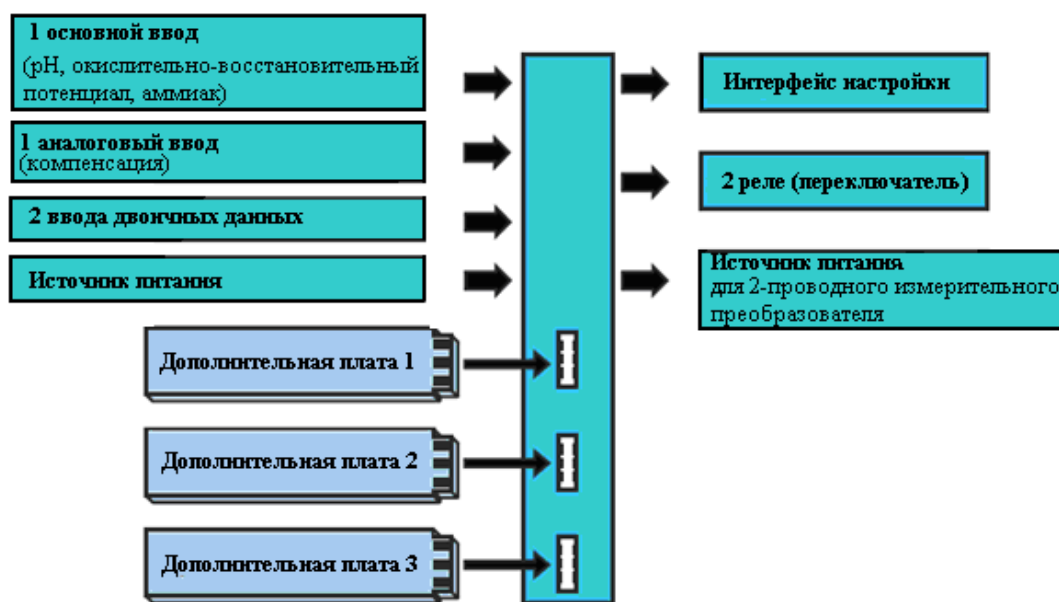 1 основной ввод
(pH, окислительно-восстановительный
потенциал, аммиак)
1 аналоговый ввод
(компенсация)
2 ввода двончных данных
Источник питания
Дополнительная плата 1
Дополнительная плата 2
Дополнительная плата 3
Интерфейс настройки
2 реле (переключатель)
Источник питания
для 2-проводного измерительного
преобразователя